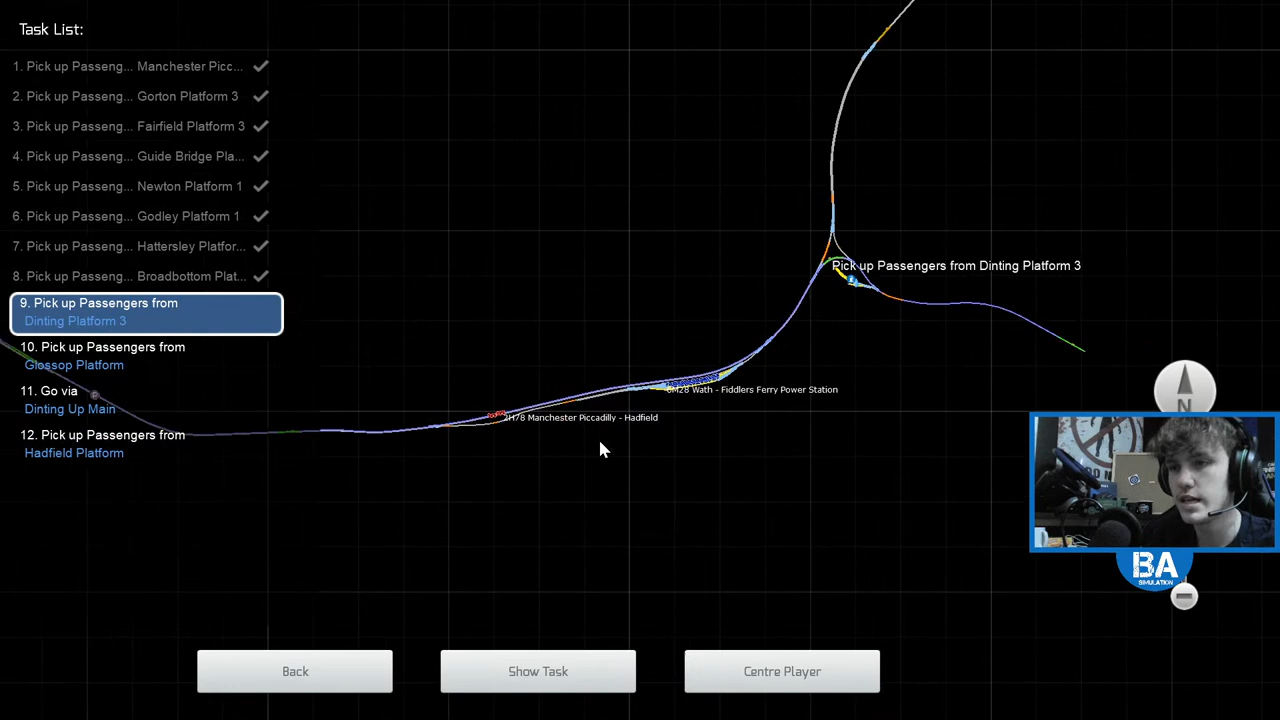 Task List:
1. Pick up Passeng... Manchester Picc...
2. Pick up Passeng... Gorton Platform 3
3. Pick up Passeng... Fairfield Platform 3
4. Pick up Passeng... Guide Bridge Pla...
5. Pick up Passeng... Newton Platform 1
6. Pick up Passeng... Godley Platform 1
7. Pick up Passeng... Hattersley Platfor...
8. Pick up Passeng... Broadbottom Plat...
9. Pick up Passengers from
Dinting Platform 3
10. Pick up Passengers from
Glossop Platform
11. Go via
Dinting Up Main
12. Pick up Passengers from
Hadfield Platform
P
Pick up Passengers from Dinting Platform 3
Wath - Fiddlers Ferry Power Station
Manchester Piccadilly - Hadfield
N
BA
SIMULATION
Back
Show Task
Centre Player